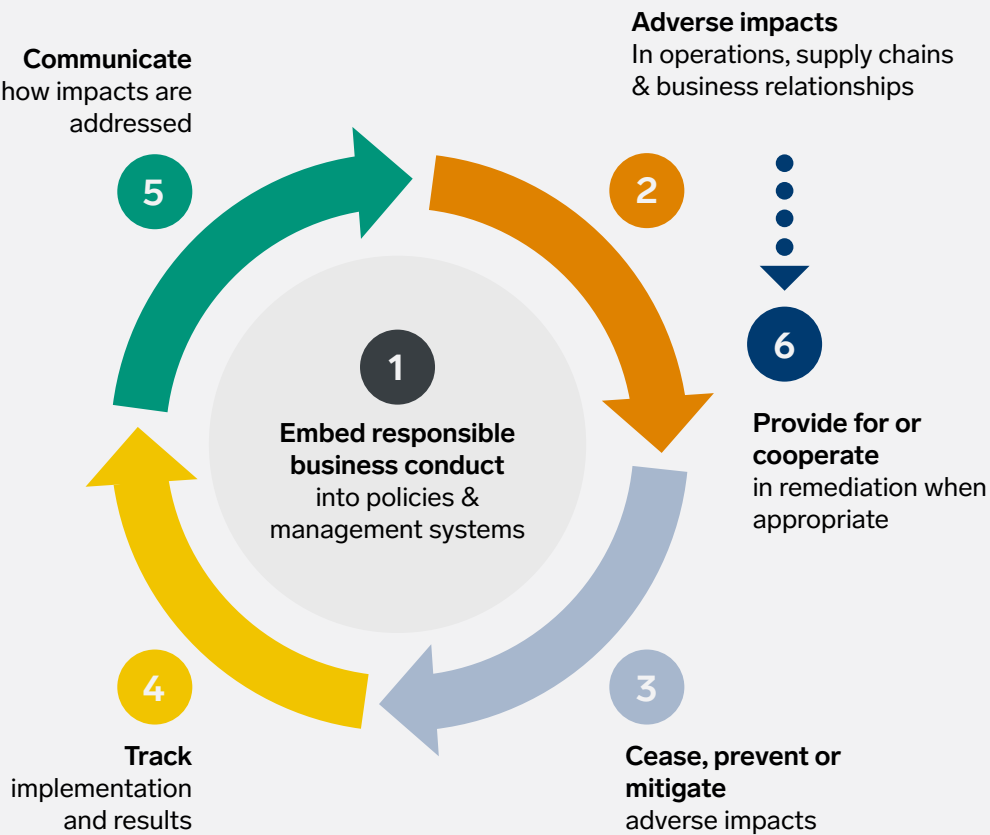 1
Embed responsible
business conduct
into policies &
management systems
2
Adverse impacts
In operations, supply chains
& business relationships
3
Cease, prevent or
mitigate
adverse impacts
4
Track
implementation
and results
5
Communicate
how impacts are
addressed
6
Provide for or
cooperate
in remediation when
appropriate